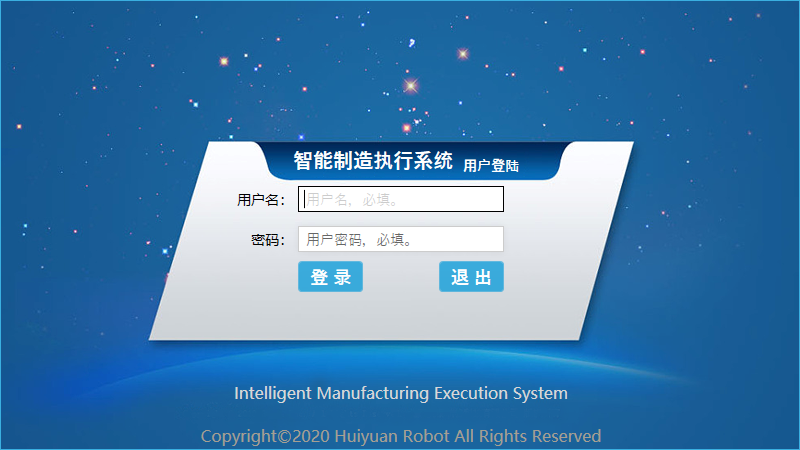 智能制造执行系统 用户登陆
用户名： 用户名，必填。
密码： 用户密码，必填。
登 录 退 出
Intelligent Manufacturing Execution System
Copyright©2020 Huiyuan Robot All Rights Reserved